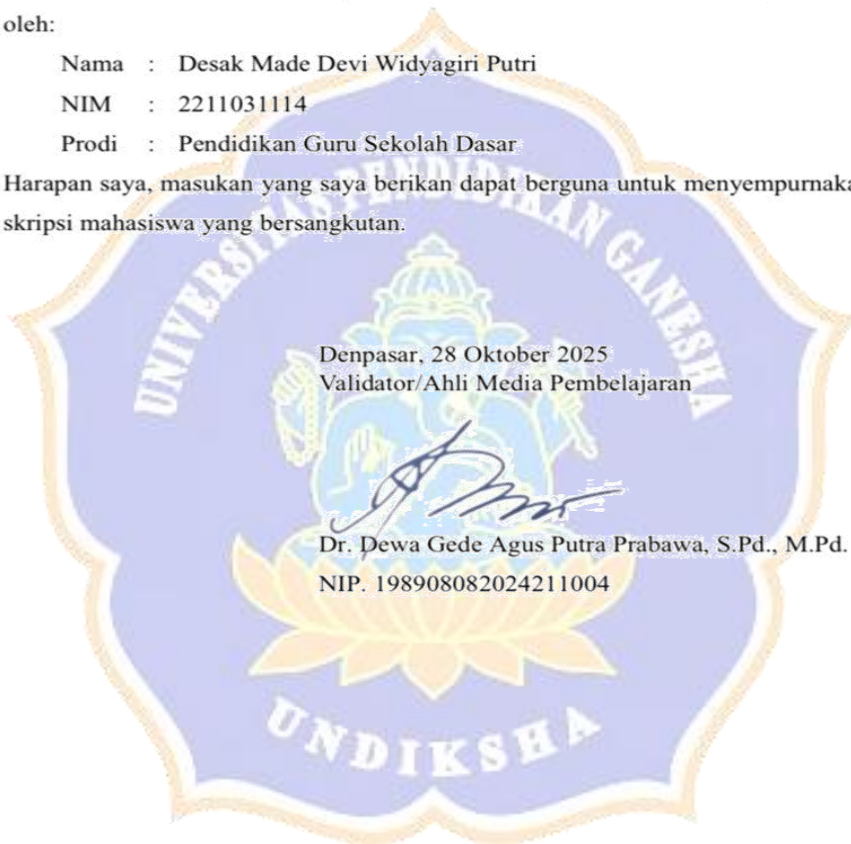 oleh:
Nama : Desak Made Devi Widyagiri Putri
NIM : 2211031114
Prodi : Pendidikan Guru Sekolah Dasar
Harapan saya, masukan yang saya berikan dapat berguna untuk menyempurnaka
skripsi mahasiswa yang bersangkutan.
UNIVERSITAS PENDIDIKAN GANESHA
Denpasar, 28 Oktober 2025
Validator/Ahli Media Pembelajaran
Dr. Dewa Gede Agus Putra Prabawa, S.Pd., M.Pd.
NIP. 198908082024211004
UNDIKSHA